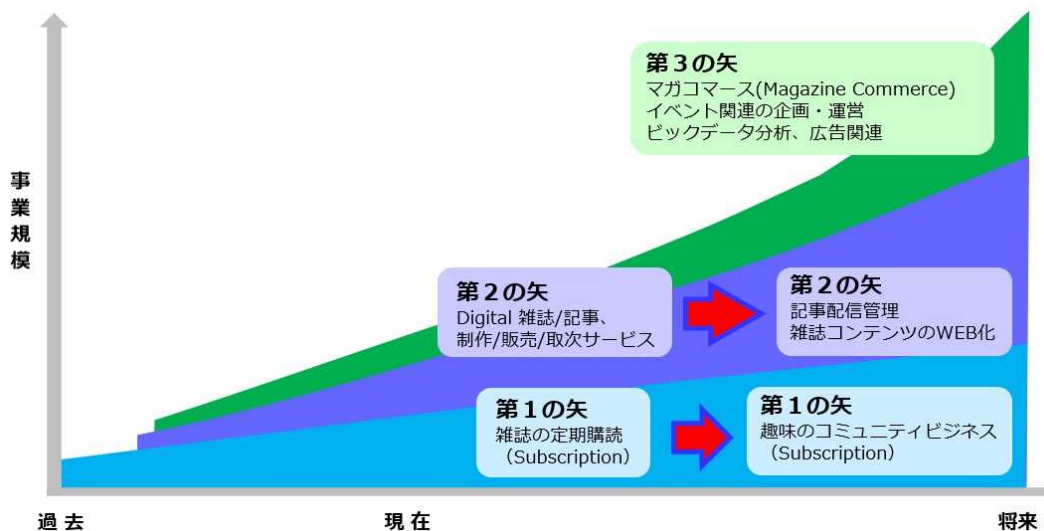 第3の矢
マガコマース(Magazine Commerce)
イベント関連の企画・運営
ビックデータ分析、広告関連
事業規模
第2の矢
Digital 雑誌/記事、
制作/販売/取次サービス
第2の矢
記事配信管理
雑誌コンテンツのWEB化
第1の矢
雑誌の定期購読
（Subscription）
第1の矢
趣味のコミュニティビジネス
（Subscription）
過 去
現 在
将来